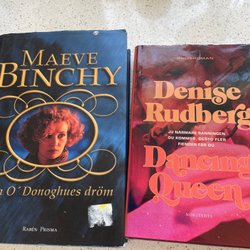 MAEVE
BINCHY
O'Donoghues dröm
RABÉN PRISMA
Denise
Rudberg
JU NÄRMARE SANNINGEN
DU KOMMER, DESTO FLER
FIENDER FÅR DU
Dancing
Queen
NORSTEDTS